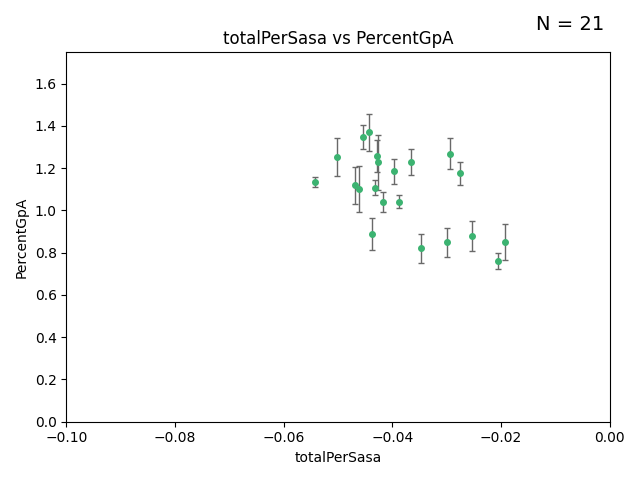 N = 21
totalPerSasa vs PercentGpA
PercentGpA
1.6
1.4
1.2
1.0
0.8
0.6
0.4
0.2
0.0
−0.10 −0.08 −0.06 −0.04 −0.02 0.00
totalPerSasa